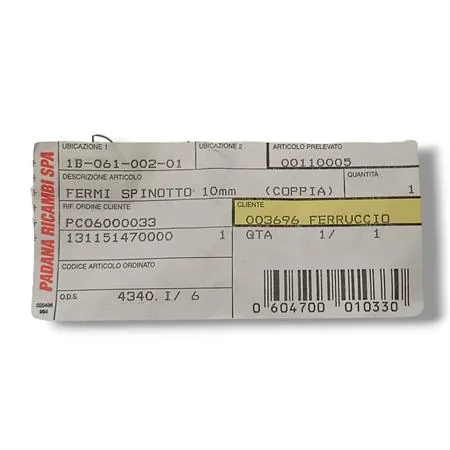 PADANA RICAMBI SPA
020496
984
UBICAZIONE 1
1B-061-002-01
UBICAZIONE 2
ARTICOLO PRELEVATO
00110005
DESCRIZIONE ARTICOLO
FERMI SPINOTTO 10mm (COPPIA)
QUANTITÀ
1
RIF. ORDINE CLIENTE
PC06000033
CLIENTE
003696 FERRUCCIO
131151470000 1
QTA 1/ 1
CODICE ARTICOLO ORDINATO
O.D.S. 4340. I/ 6
0 604700 010330